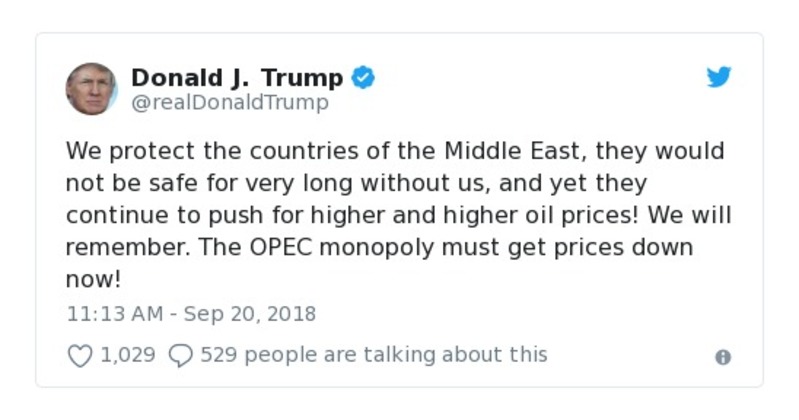 Donald J. Trump
@realDonaldTrump
We protect the countries of the Middle East, they would
not be safe for very long without us, and yet they
continue to push for higher and higher oil prices! We will
remember. The OPEC monopoly must get prices down
now!
11:13 AM - Sep 20, 2018
1,029 529 people are talking about this